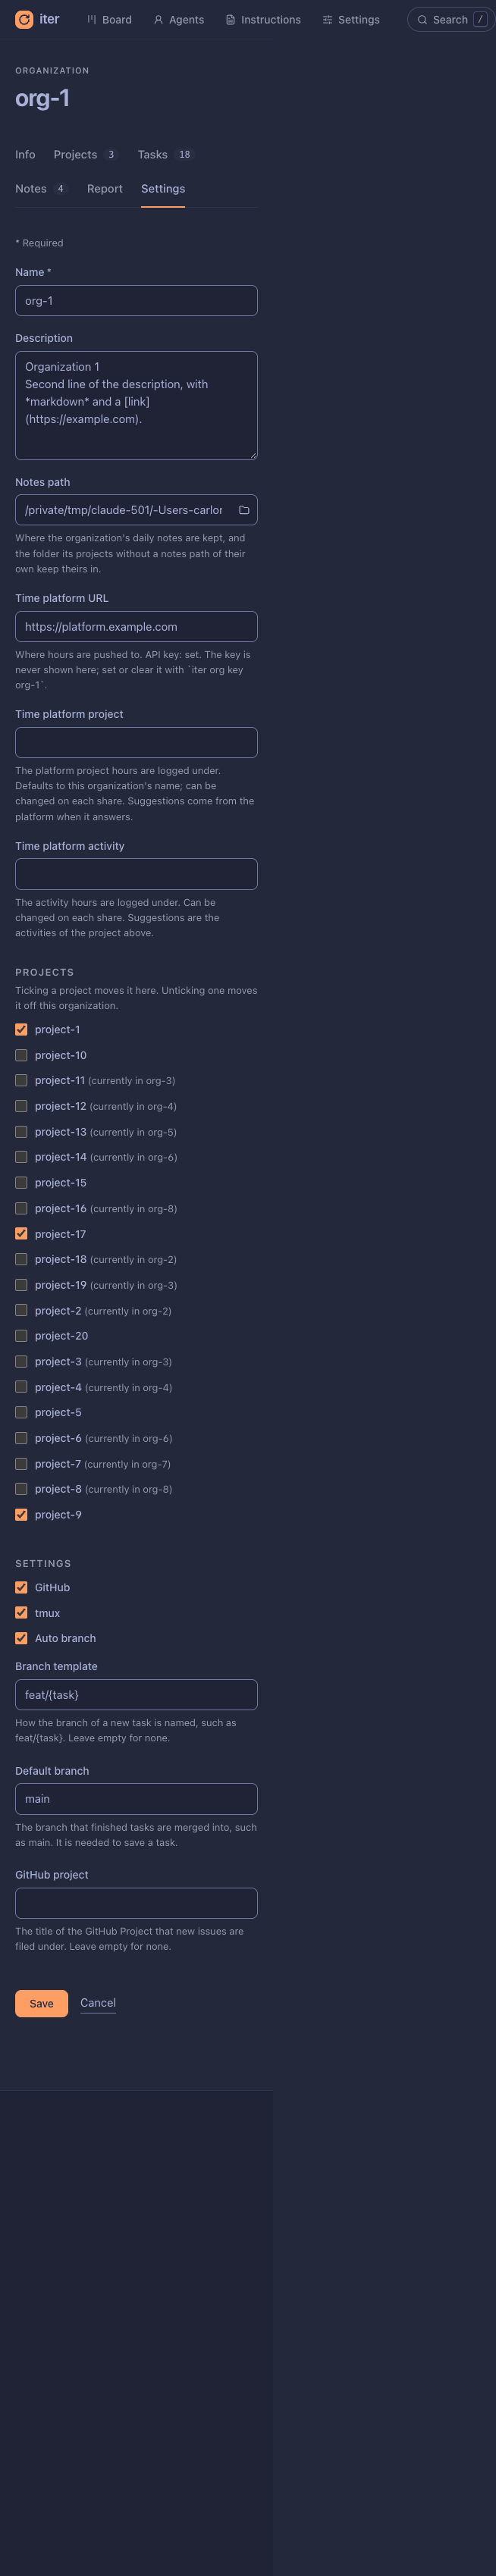 iter
Board
Agents
Instructions
Settings
Search /
ORGANIZATION
org-1
Info
Projects 3
Tasks 18
Notes 4
Report
Settings
* Required
Name *
org-1
Description
Organization 1
Second line of the description, with
*markdown* and a [link]
(https://example.com).
Notes path
/private/tmp/claude-501/-Users-carlor
Where the organization's daily notes are kept, and
the folder its projects without a notes path of their
own keep theirs in.
Time platform URL
https://platform.example.com
Where hours are pushed to. API key: set. The key is
never shown here; set or clear it with `iter org key
org-1`.
Time platform project
The platform project hours are logged under.
Defaults to this organization's name; can be
changed on each share. Suggestions come from the
platform when it answers.
Time platform activity
The activity hours are logged under. Can be
changed on each share. Suggestions are the
activities of the project above.
PROJECTS
Ticking a project moves it here. Unticking one moves
it off this organization.
project-1
project-10
project-11 (currently in org-3)
project-12 (currently in org-4)
project-13 (currently in org-5)
project-14 (currently in org-6)
project-15
project-16 (currently in org-8)
project-17
project-18 (currently in org-2)
project-19 (currently in org-3)
project-2 (currently in org-2)
project-20
project-3 (currently in org-3)
project-4 (currently in org-4)
project-5
project-6 (currently in org-6)
project-7 (currently in org-7)
project-8 (currently in org-8)
project-9
SETTINGS
GitHub
tmux
Auto branch
Branch template
feat/{task}
How the branch of a new task is named, such as
feat/{task}. Leave empty for none.
Default branch
main
The branch that finished tasks are merged into, such
as main. It is needed to save a task.
GitHub project
The title of the GitHub Project that new issues are
filed under. Leave empty for none.
Save
Cancel